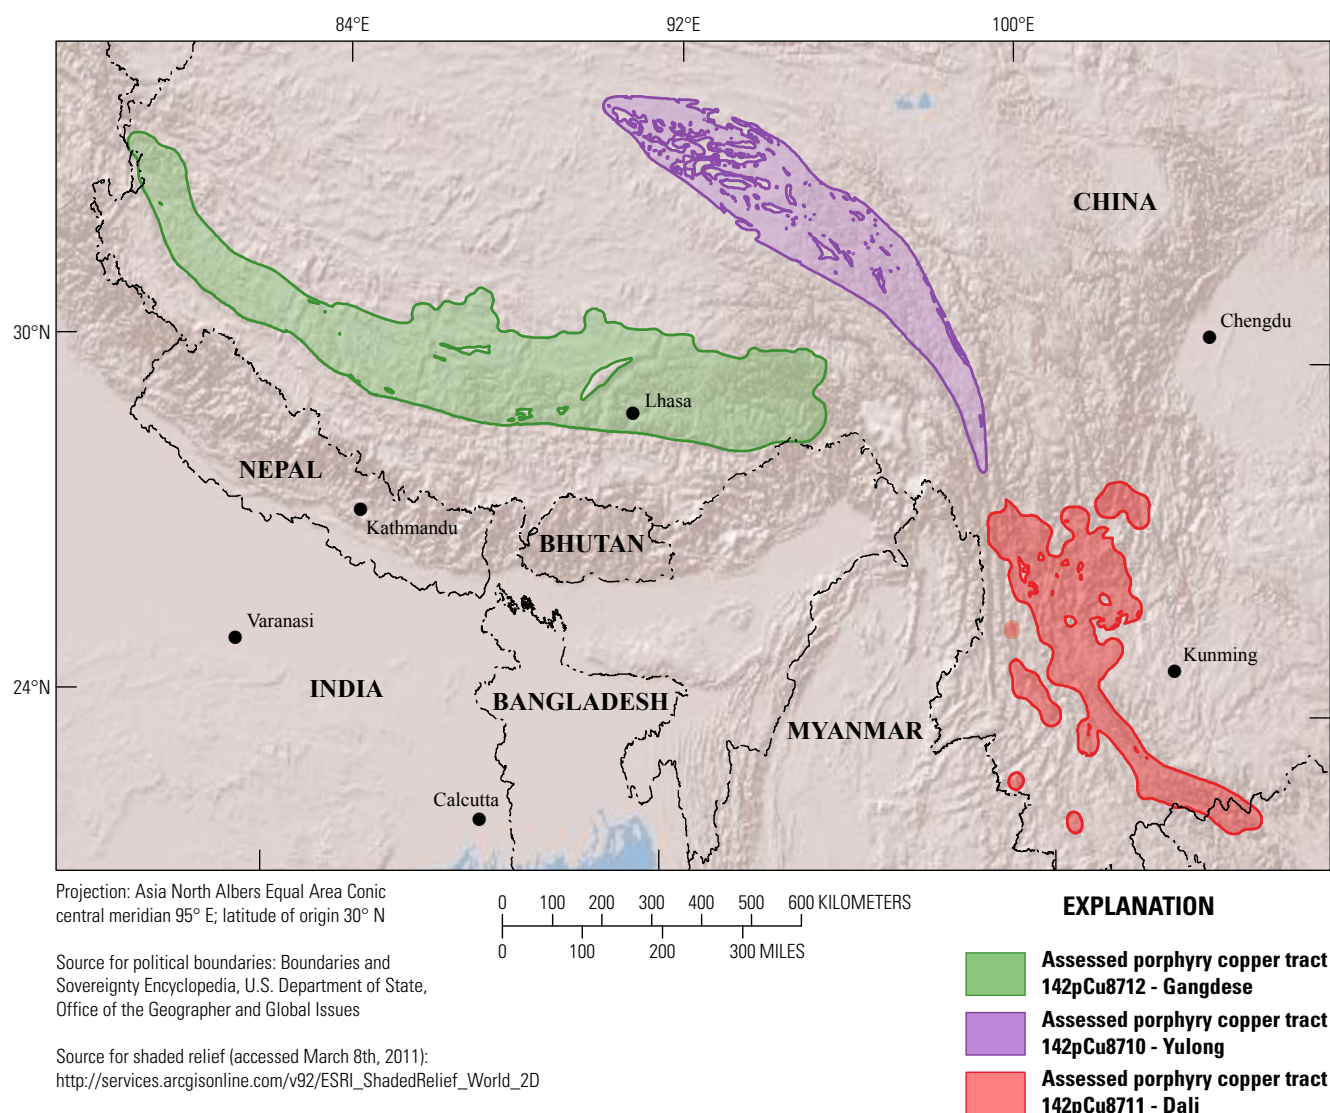 84°E
92°E
100°E
CHINA
30°N
Chengdu
Lhasa
NEPAL
Kathmandu
BHUTAN
Varanasi
Kunming
24°N
INDIA
BANGLADESH
MYANMAR
Calcutta
Projection: Asia North Albers Equal Area Conic
central meridian 95° E; latitude of origin 30° N
0 100 200 300 400 500 600 KILOMETERS
0 100 200 300 MILES
Source for political boundaries: Boundaries and
Sovereignty Encyclopedia, U.S. Department of State,
Office of the Geographer and Global Issues
Source for shaded relief (accessed March 8th, 2011):
http://services.arcgisonline.com/v92/ESRI_ShadedRelief_World_2D
EXPLANATION
Assessed porphyry copper tract
142pCu8712 - Gangdese
Assessed porphyry copper tract
142pCu8710 - Yulong
Assessed porphyry copper tract
142pCu8711 - Dali